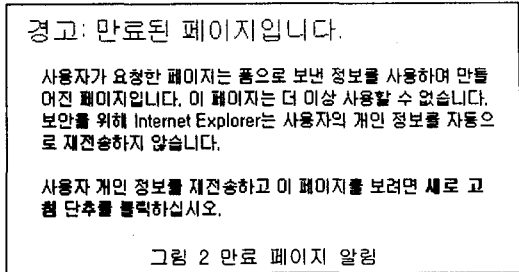 경고: 만료된 페이지입니다.
사용자가 요청한 페이지는 폼으로 보낸 정보를 사용하여 만들
어진 페이지입니다. 이 페이지는 더 이상 사용할 수 없습니다.
보안를 위해 Internet Explorer는 사용자의 개인 정보를 자동으
로 재전송하지 않습니다.
사용자 개인 정보를 재전송하고 이 페이지를 보려면 새로 고
침 단추를 클릭하십시오.
그림 2 만료 페이지 알림